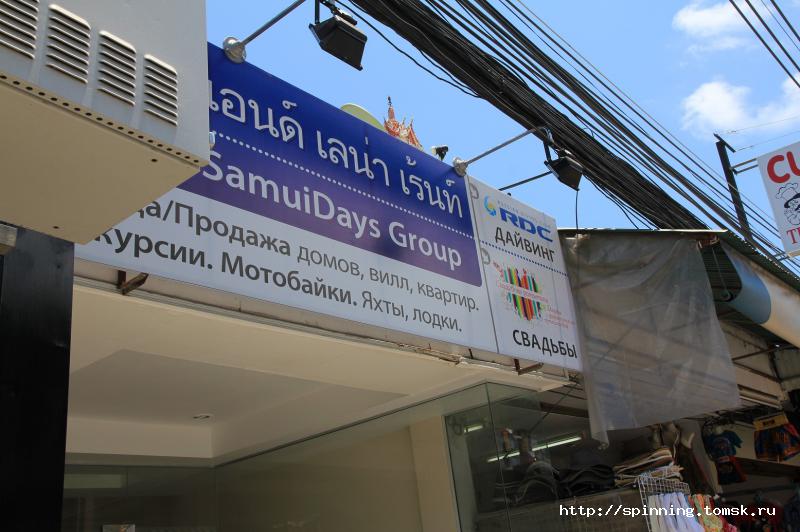 เอนด์ เลน่า เร้นท์
SamuiDays Group
/Продажа домов, вилл, квартир.
курсии. Мотобайки. Яхты, лодки.
RDC
ДАЙВИНГ
СВАДЬБЫ
CU
http://spinning.tomsk.ru